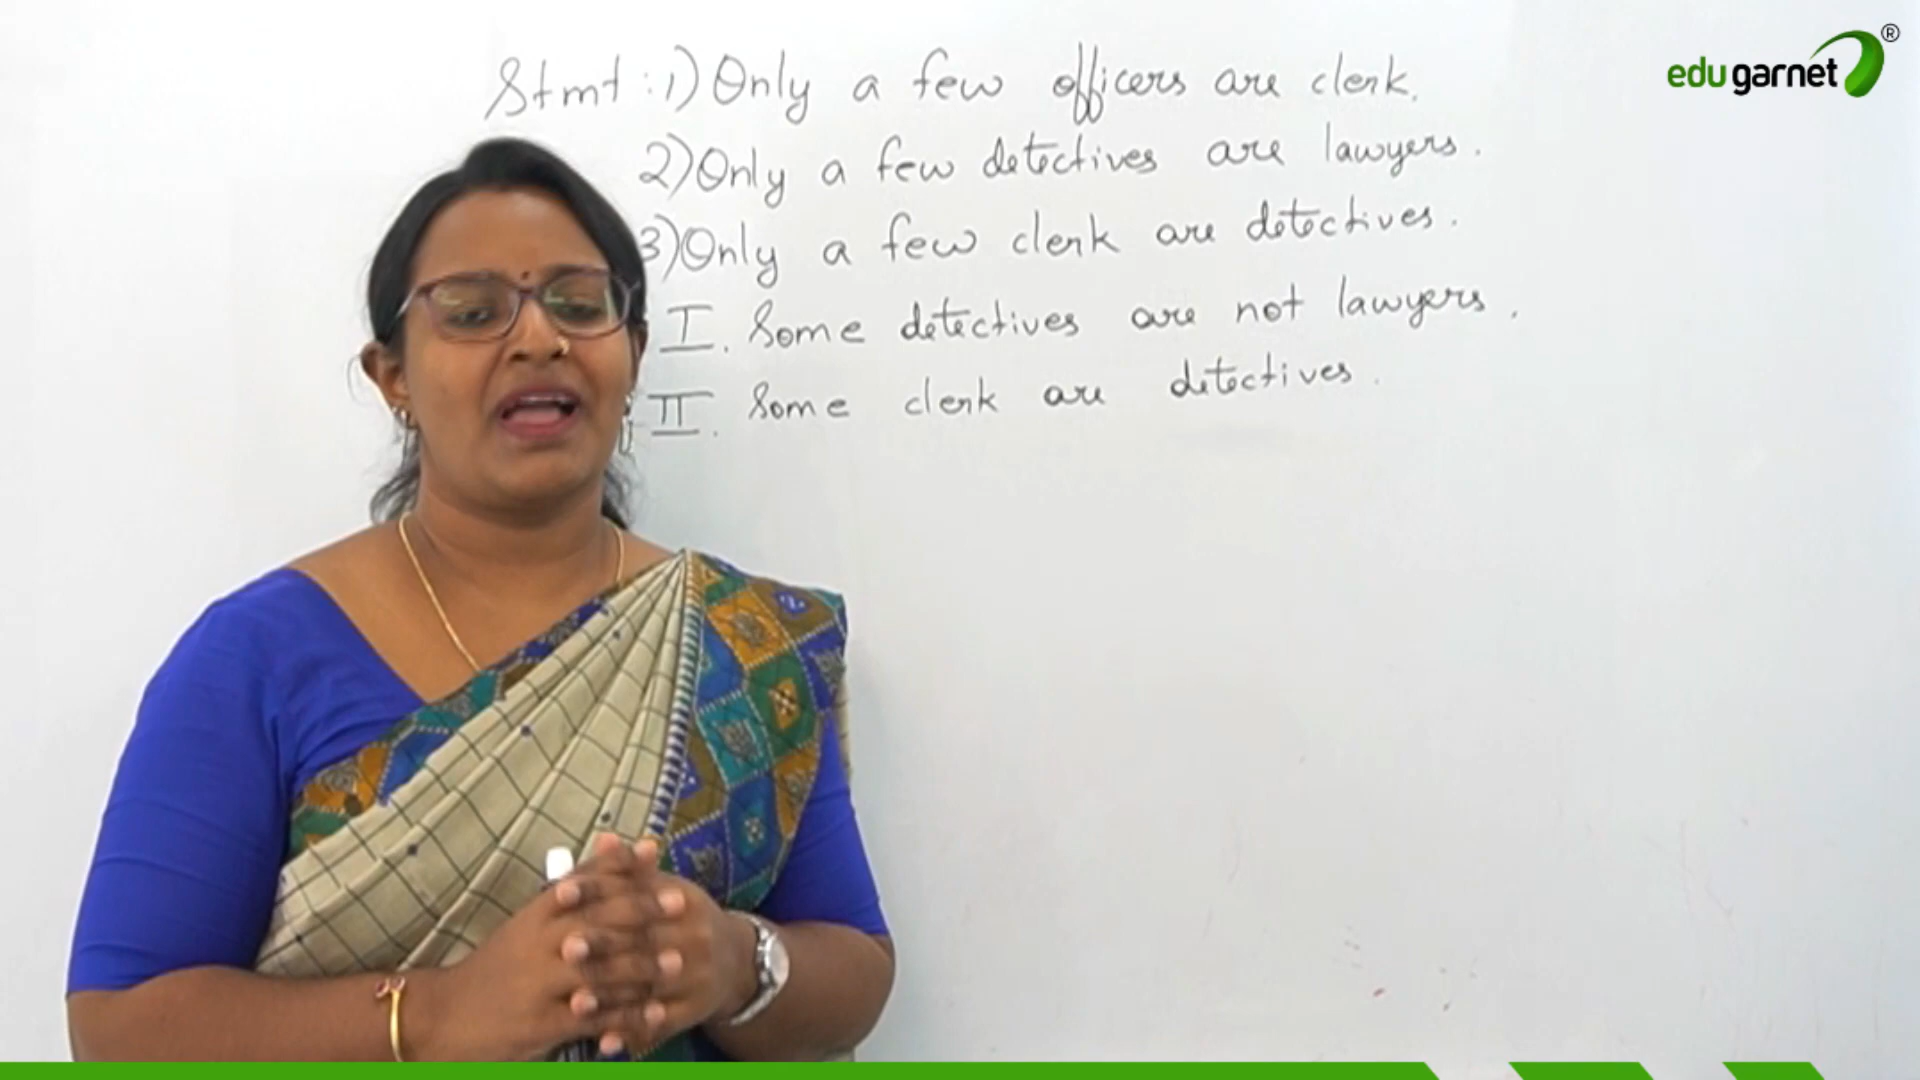 edugarnet®
Stmt : 1) Only a few officers are clerk.
2) Only a few detectives are lawyers.
3) Only a few clerk are detectives.
I. Some detectives are not lawyers.
II. Some clerk are detectives.